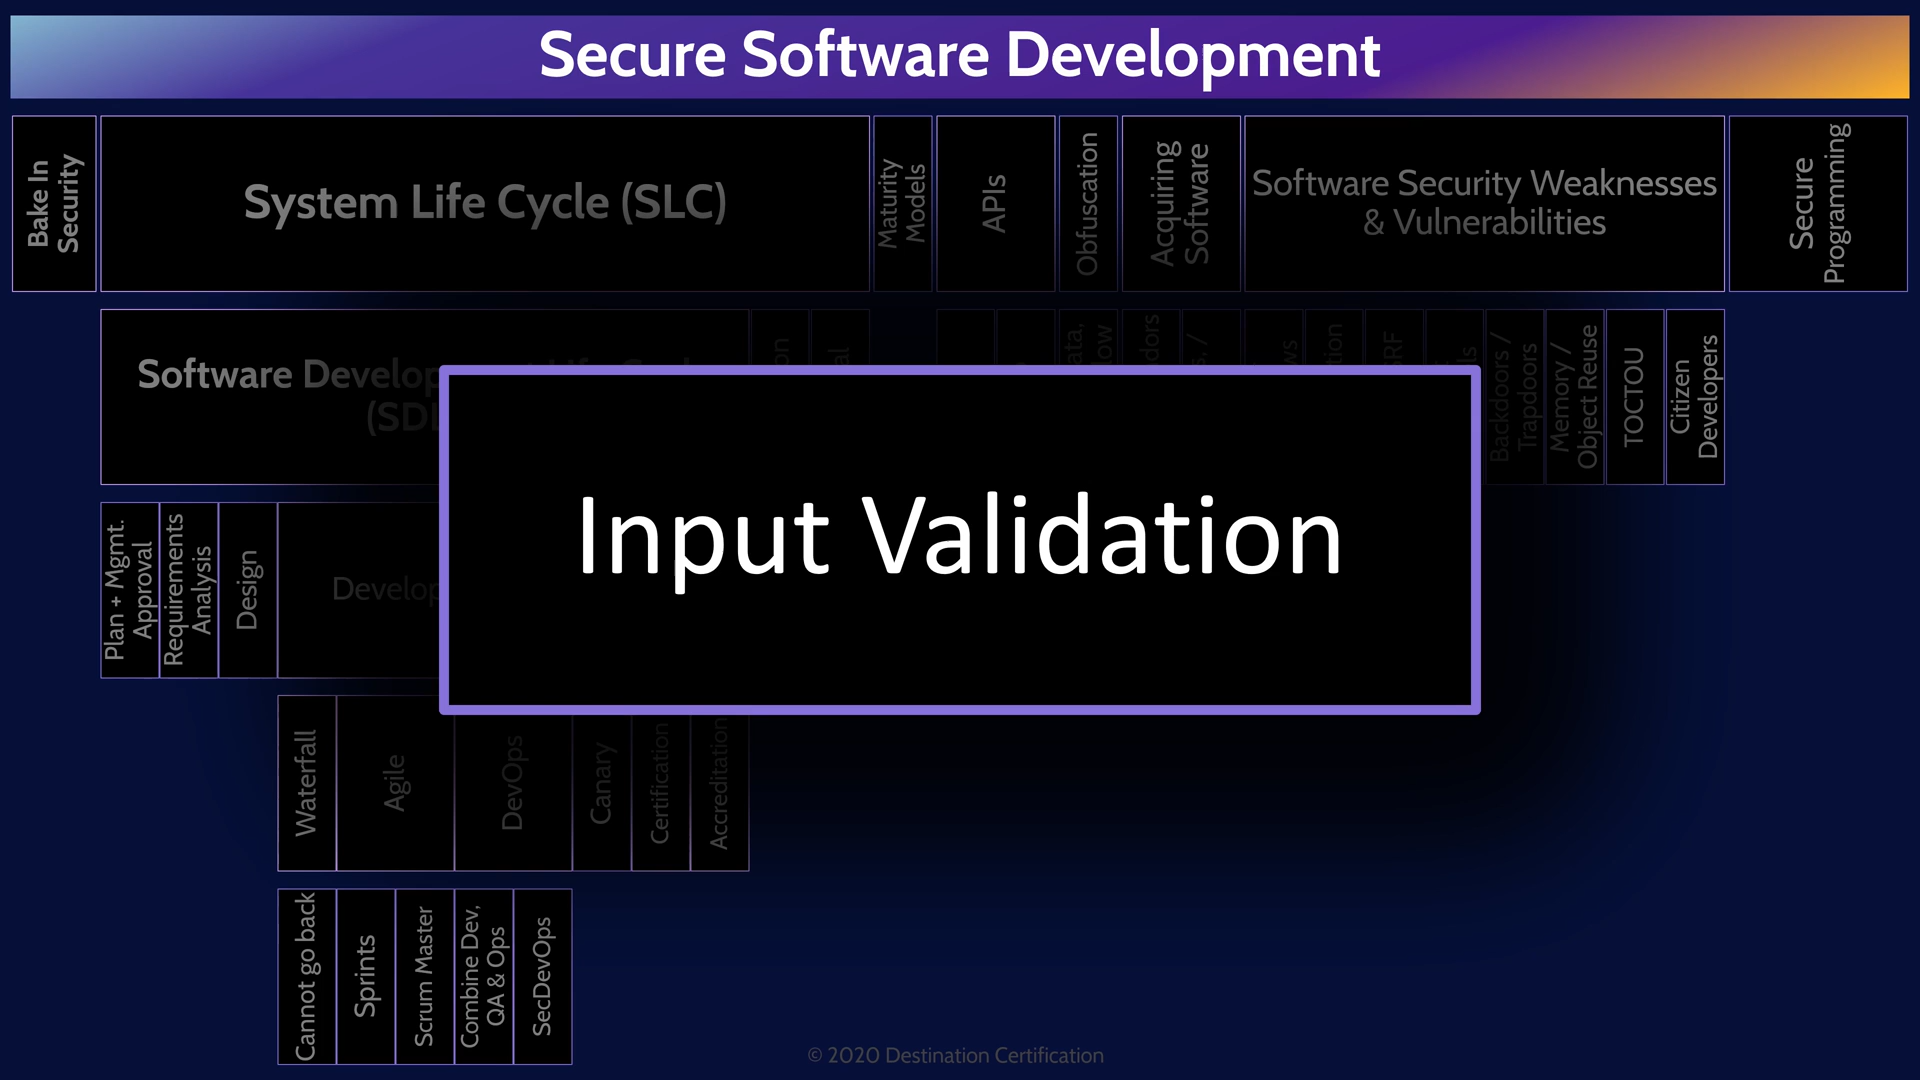 Secure Software Development
Bake In
Security
System Life Cycle (SLC)
Maturity
Models
APIs
Obfuscation
Acquiring
Software
Software Security Weaknesses
& Vulnerabilities
Secure
Programming
Software
Backdoors /
Trapdoors
Memory /
Object Reuse
TOCTOU
Citizen
Developers
Input Validation
Plan + Mgmt.
Approval
Requirements
Analysis
Design
Waterfall
Agile
DevOps
Canary
Certification
Accreditation
Cannot go back
Sprints
Scrum Master
Combine Dev,
QA & Ops
SecDevOps
© 2020 Destination Certification